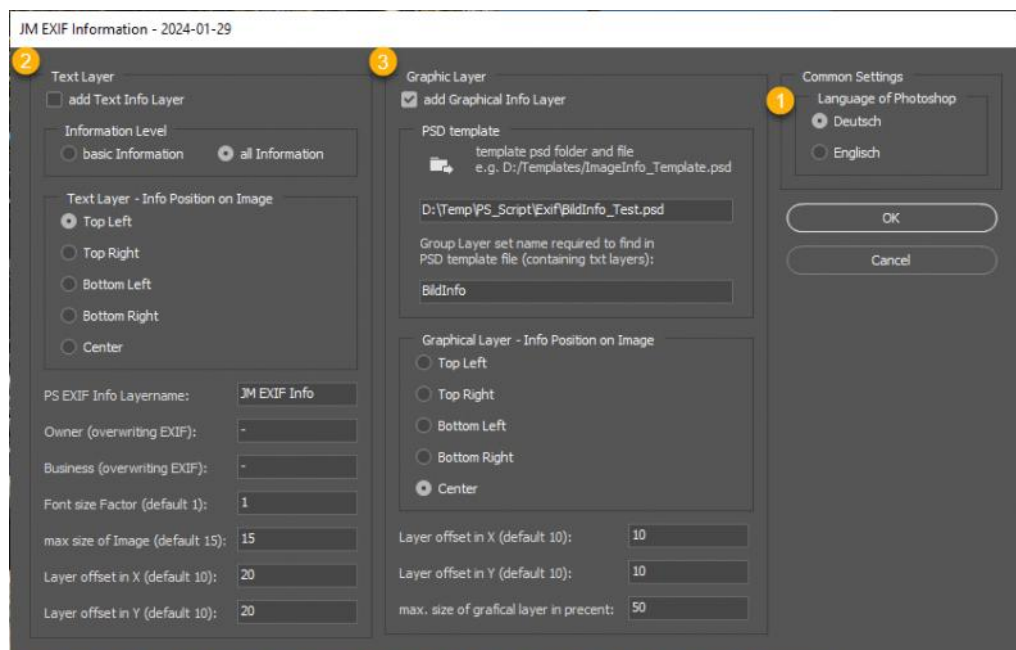 JM EXIF Information - 2024-01-29
2
Text Layer
add Text Info Layer
Information Level
basic Information
all Information
Text Layer - Info Position on Image
Top Left
Top Right
Bottom Left
Bottom Right
Center
PS EXIF Info Layername:
JM EXIF Info
Owner (overwriting EXIF):
-
Business (overwriting EXIF):
-
Font size Factor (default 1):
1
max size of Image (default 15):
15
Layer offset in X (default 10):
20
Layer offset in Y (default 10):
20
3
Graphic Layer
add Graphical Info Layer
PSD template
template psd folder and file
e.g. D:/Templates/ImageInfo_Template.psd
D:\Temp\PS_Script\Exif\BildInfo_Test.psd
Group Layer set name required to find in
PSD template file (containing txt layers):
BildInfo
Graphical Layer - Info Position on Image
Top Left
Top Right
Bottom Left
Bottom Right
Center
Layer offset in X (default 10):
10
Layer offset in Y (default 10):
10
max. size of grafical layer in precent:
50
Common Settings
1
Language of Photoshop
Deutsch
Englisch
OK
Cancel